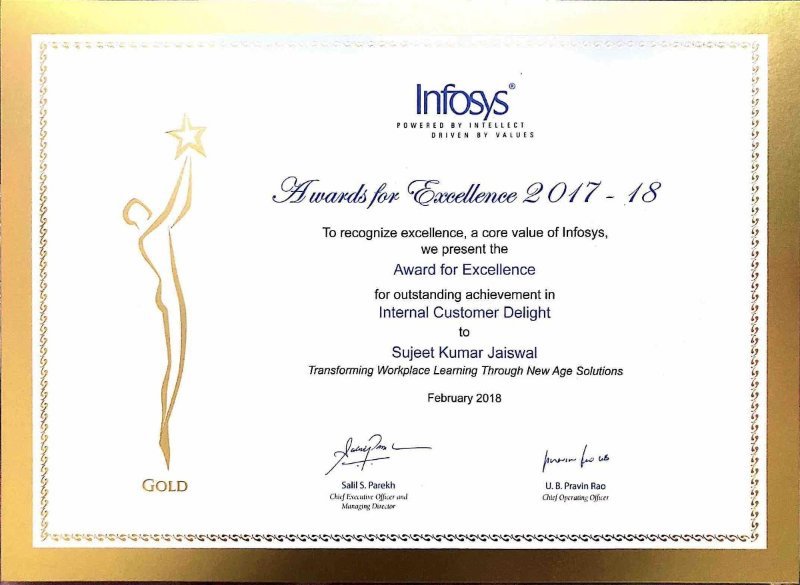 Infosys®
POWERED BY INTELLECT
DRIVEN BY VALUES
Awards for Excellence 2017 - 18
To recognize excellence, a core value of Infosys,
we present the
Award for Excellence
for outstanding achievement in
Internal Customer Delight
to
Sujeet Kumar Jaiswal
Transforming Workplace Learning Through New Age Solutions
February 2018
GOLD
Salil S. Parekh
Chief Executive Officer and
Managing Director
U. B. Pravin Rao
Chief Operating Officer